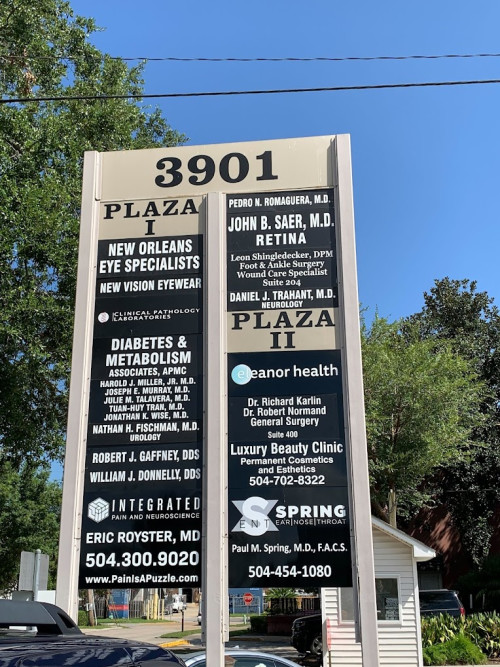 3901
PLAZA
I
NEW ORLEANS
EYE SPECIALISTS
NEW VISION EYEWEAR
CLINICAL PATHOLOGY
LABORATORIES
DIABETES &
METABOLISM
ASSOCIATES, APMC
HAROLD J. MILLER, JR. M.D.
JOSEPH E. MURRAY, M.D.
JULIE M. TALAVERA, M.D.
TUAN-HUY TRAN, M.D.
JONATHAN K. WISE, M.D.
NATHAN H. FISCHMAN, M.D.
UROLOGY
ROBERT J. GAFFNEY, DDS
WILLIAM J. DONNELLY, DDS
INTEGRATED
PAIN AND NEUROSCIENCE
ERIC ROYSTER, MD
504.300.9020
www.PainIsAPuzzle.com
PEDRO N. ROMAGUERA, M.D.
JOHN B. SAER, M.D.
RETINA
Leon Shingledecker, DPM
Foot & Ankle Surgery
Wound Care Specialist
Suite 204
DANIEL J. TRAHANT, M.D.
NEUROLOGY
PLAZA
II
eleanor health
Dr. Richard Karlin
Dr. Robert Normand
General Surgery
Suite 400
Luxury Beauty Clinic
Permanent Cosmetics
and Esthetics
504-702-8322
S ENT
SPRING
EAR|NOSE|THROAT
Paul M. Spring, M.D., F.A.C.S.
504-454-1080